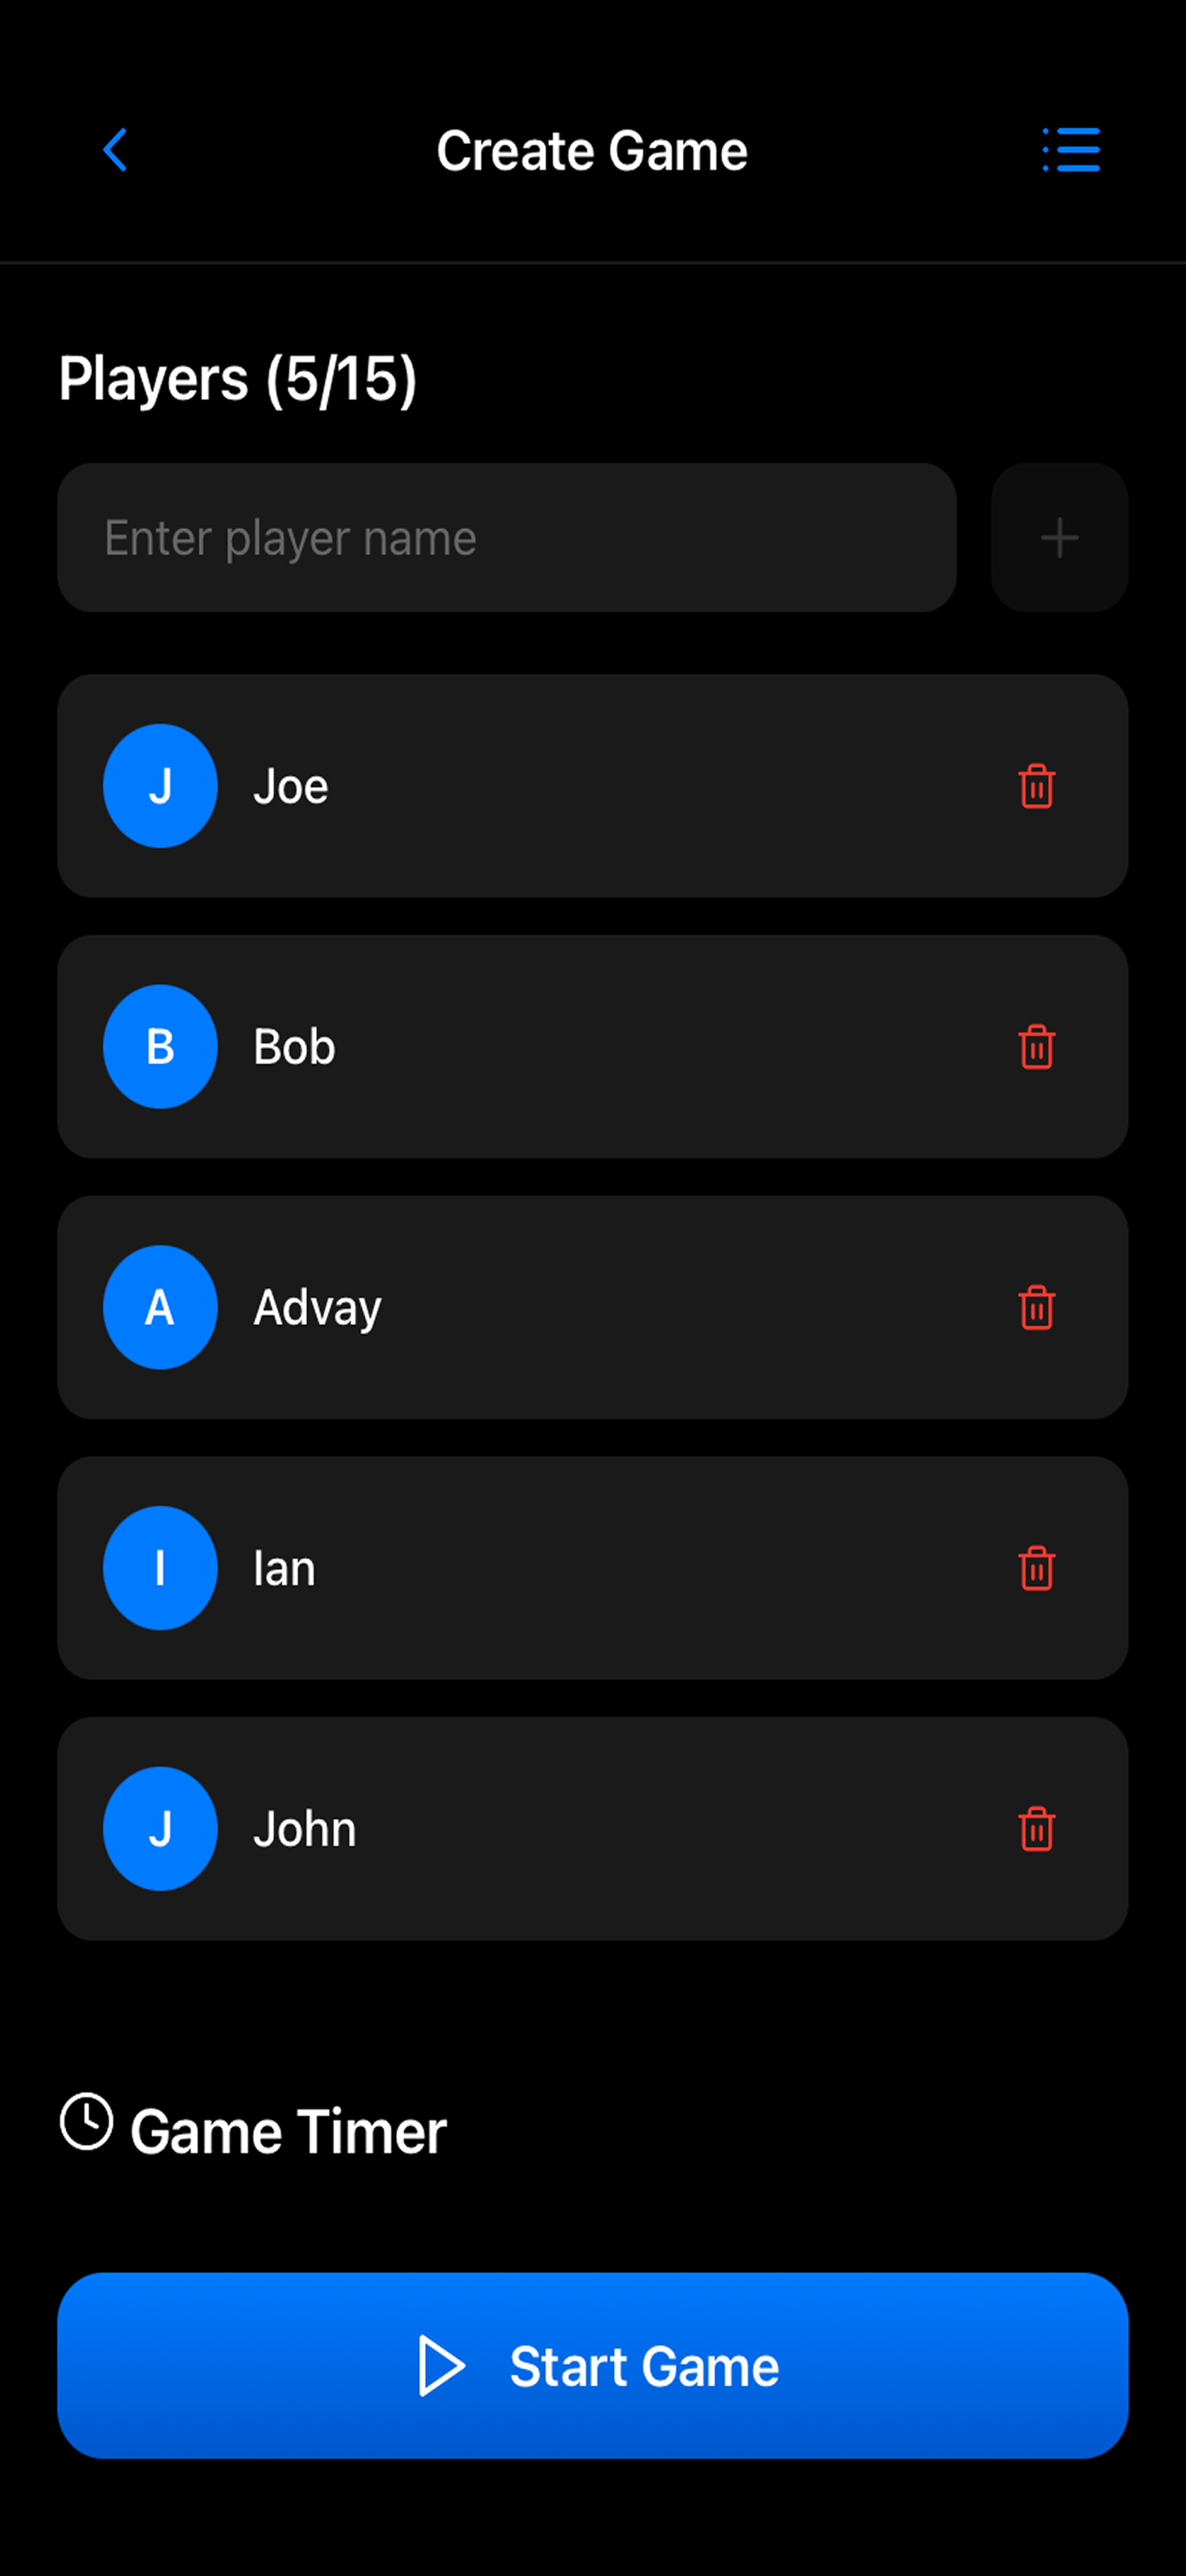 Create Game
Players (5/15)
Enter player name
J Joe
B Bob
A Advay
I Ian
J John
Game Timer
Start Game